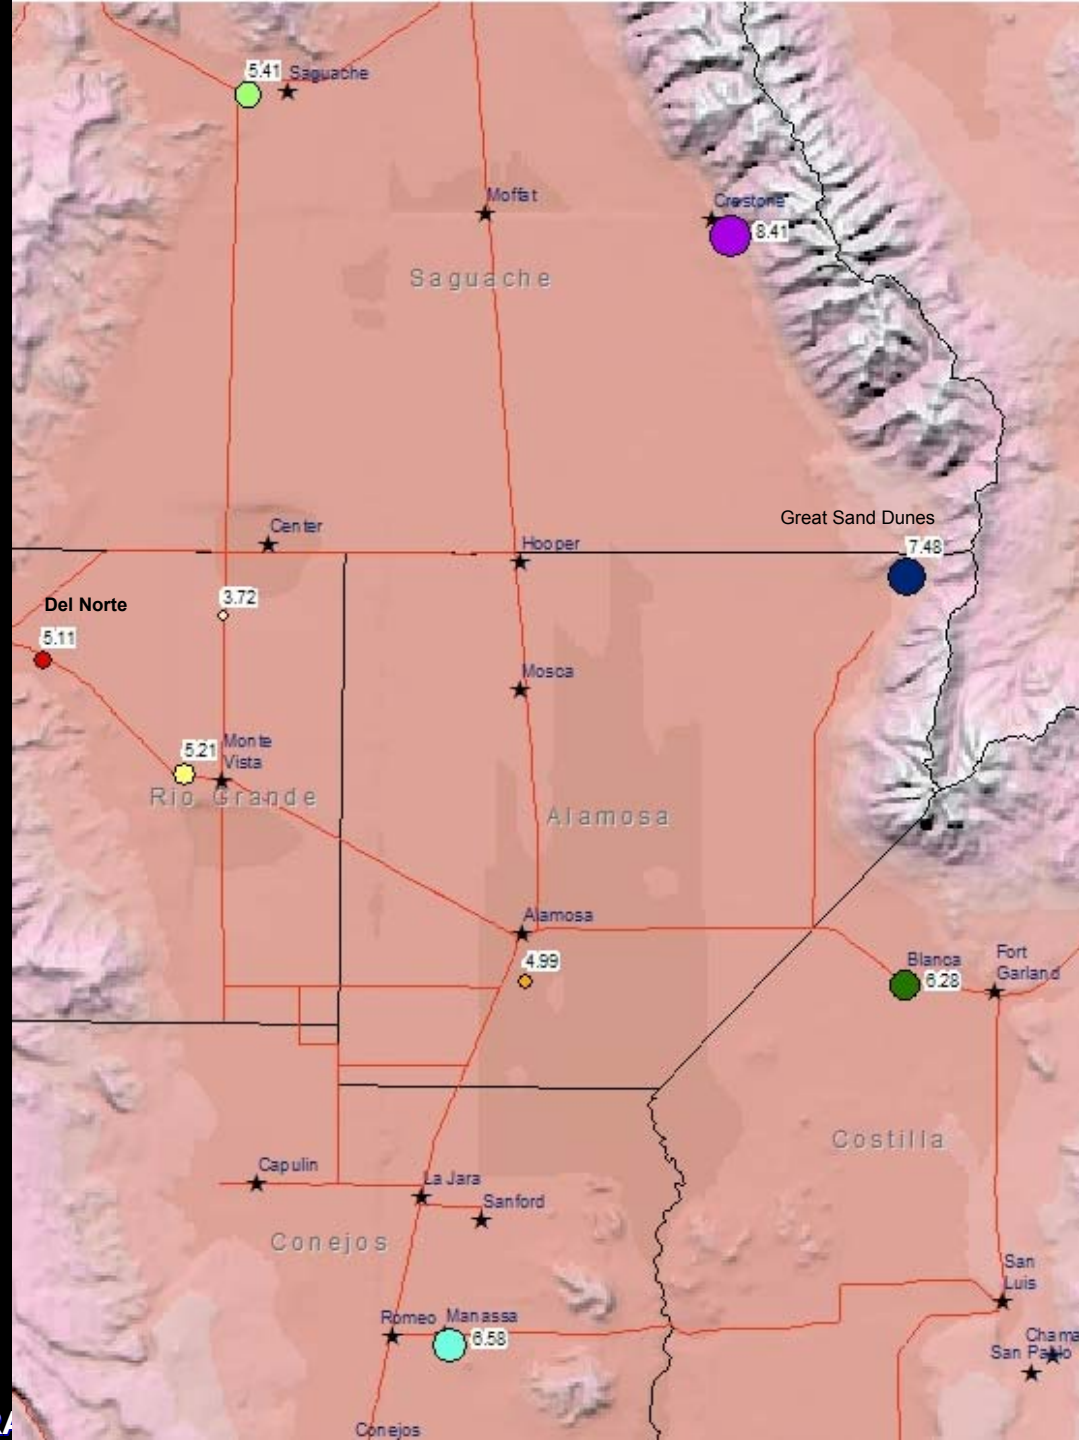 5.41 Saguache
Moffat
Crestone
8.41
Saguache
Great Sand Dunes
Center
Hooper
7.48
3.72
Del Norte
5.11
Mosca
5.21 Monte
Vista
Rio Grande
Alamosa
Alamosa
4.99
Blanca
6.28
Fort
Garland
Costilla
Capulin
La Jara
Sanford
Conejos
San
Luis
Romeo Manassa
6.58
Chama
San Pablo
Conejos